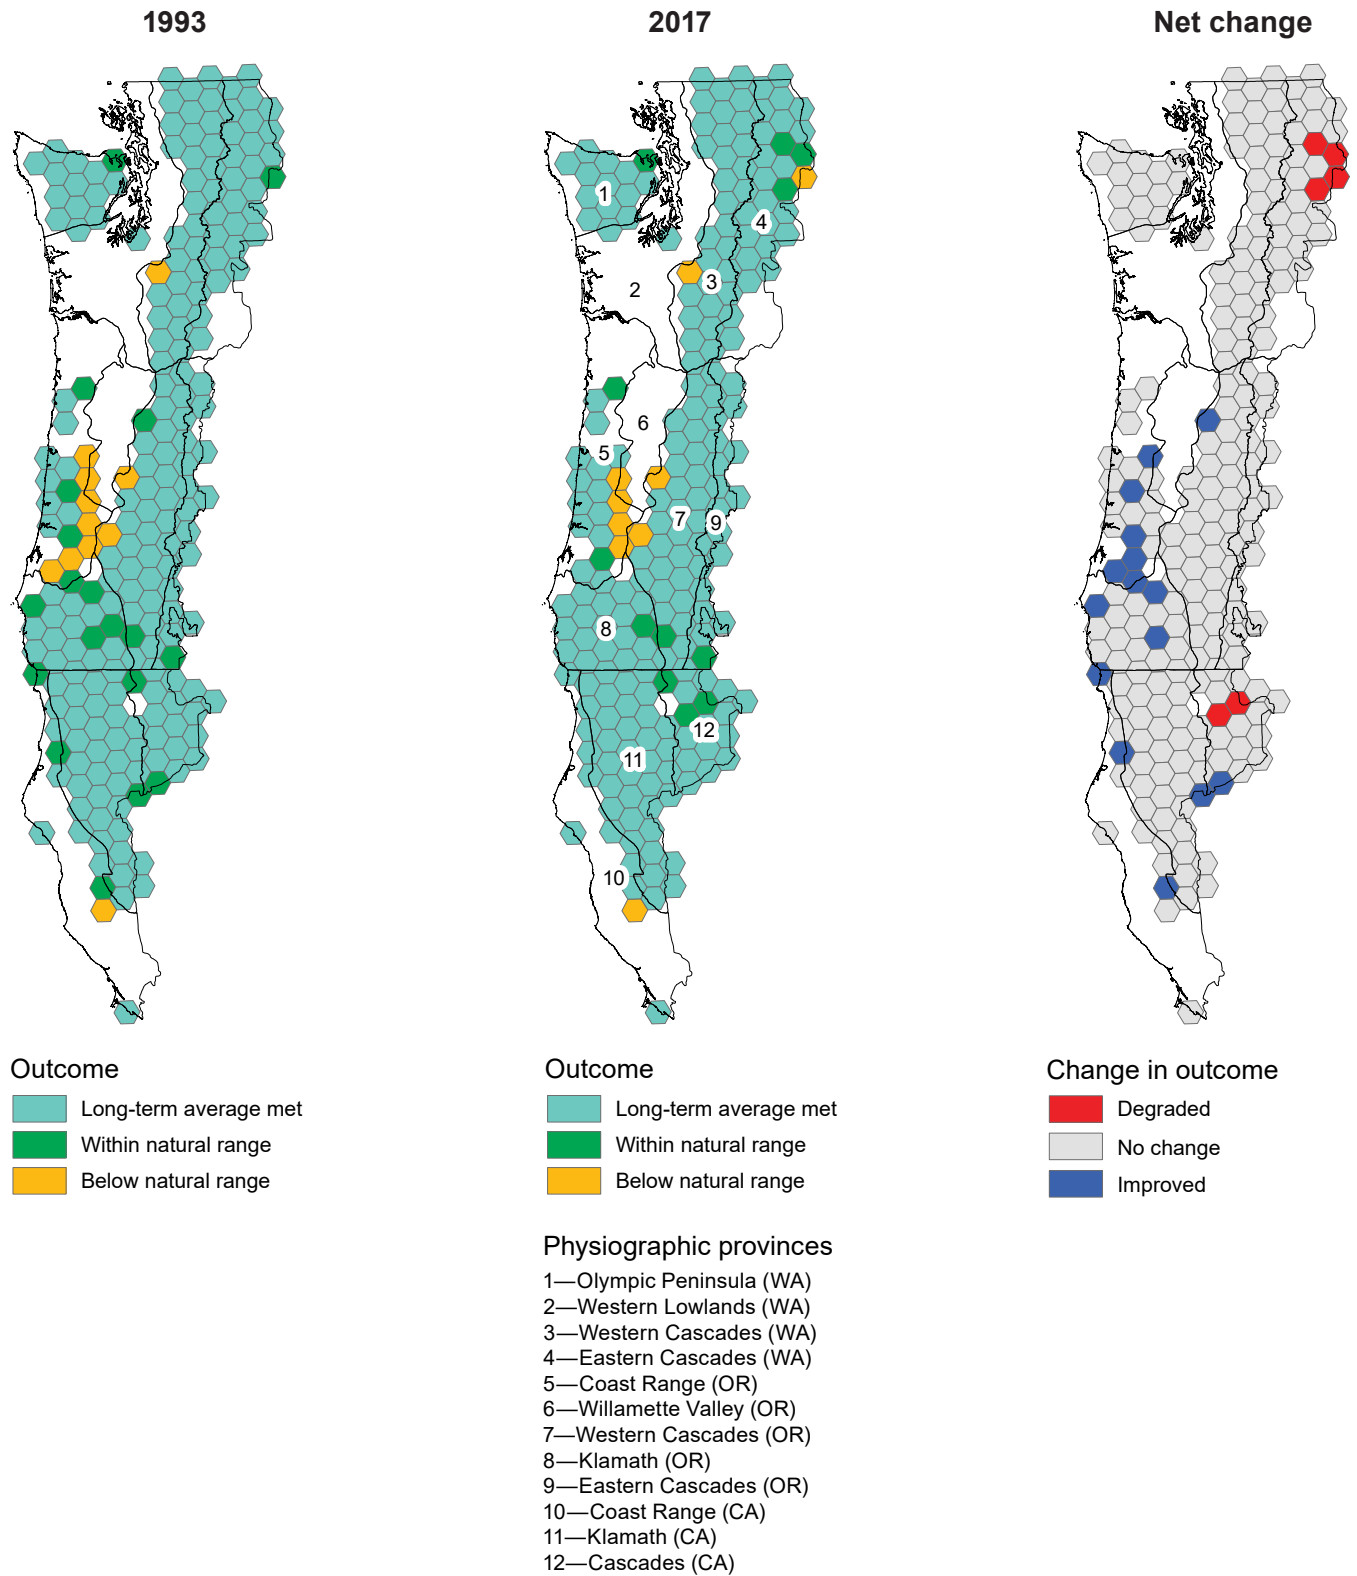 1993
2017
Net change
1
2
3
4
5
6
7
8
9
10
11
12
Outcome
Long-term average met
Within natural range
Below natural range
Outcome
Long-term average met
Within natural range
Below natural range
Change in outcome
Degraded
No change
Improved
Physiographic provinces
1—Olympic Peninsula (WA)
2—Western Lowlands (WA)
3—Western Cascades (WA)
4—Eastern Cascades (WA)
5—Coast Range (OR)
6—Willamette Valley (OR)
7—Western Cascades (OR)
8—Klamath (OR)
9—Eastern Cascades (OR)
10—Coast Range (CA)
11—Klamath (CA)
12—Cascades (CA)